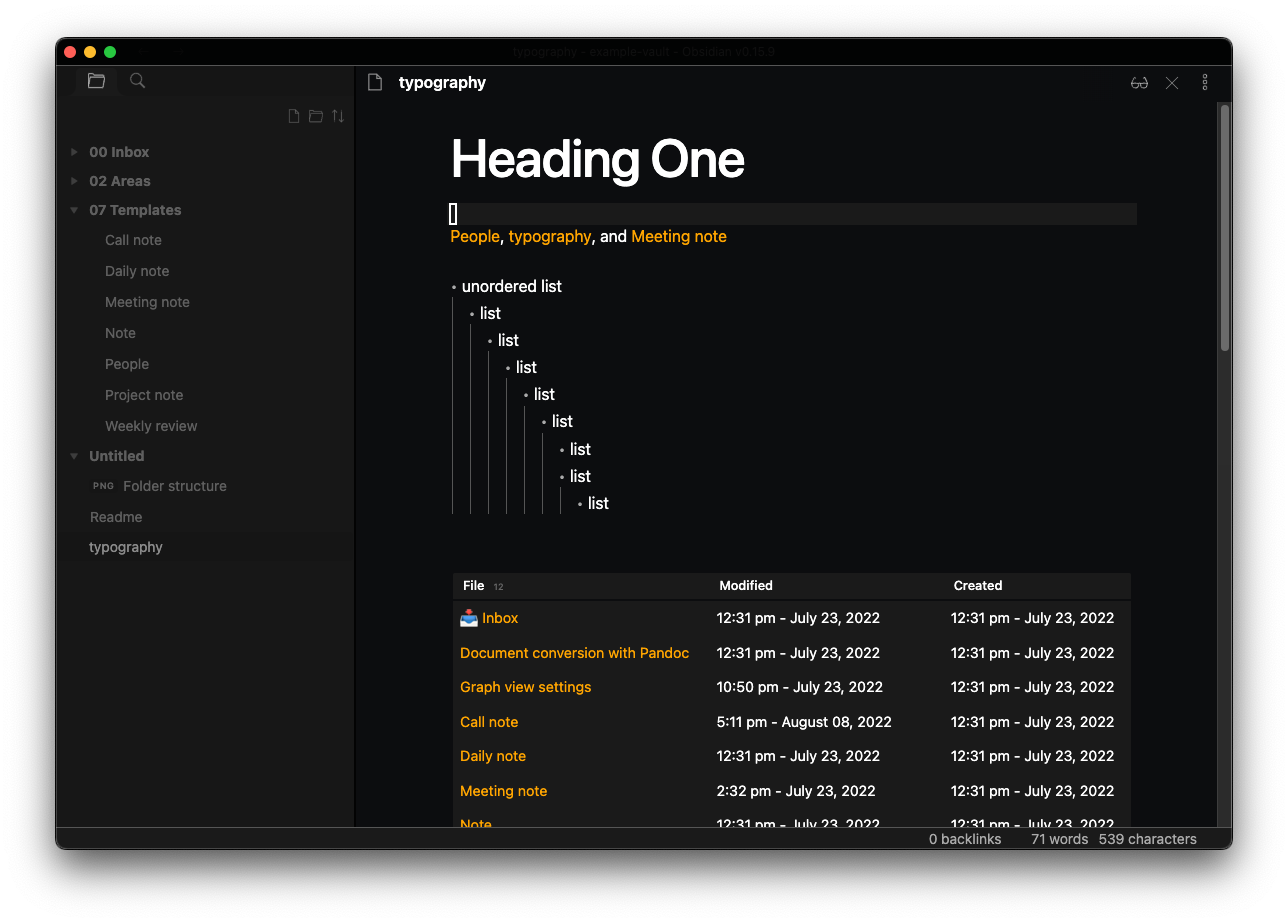 typography - example-vault - Obsidian v0.15.9
typography
00 Inbox
02 Areas
07 Templates
Call note
Daily note
Meeting note
Note
People
Project note
Weekly review
Untitled
PNG Folder structure
Readme
typography
Heading One
People, typography, and Meeting note
• unordered list
• list
• list
• list
• list
• list
• list
• list
• list
File 12 Modified Created
Inbox 12:31 pm - July 23, 2022 12:31 pm - July 23, 2022
Document conversion with Pandoc 12:31 pm - July 23, 2022 12:31 pm - July 23, 2022
Graph view settings 10:50 pm - July 23, 2022 12:31 pm - July 23, 2022
Call note 5:11 pm - August 08, 2022 12:31 pm - July 23, 2022
Daily note 12:31 pm - July 23, 2022 12:31 pm - July 23, 2022
Meeting note 2:32 pm - July 23, 2022 12:31 pm - July 23, 2022
Note 12:31 pm - July 23, 2022 12:31 pm - July 23, 2022
0 backlinks 71 words 539 characters